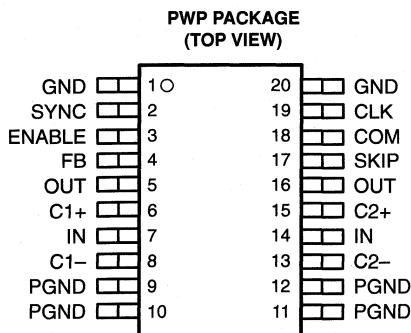 PWP PACKAGE
(TOP VIEW)
GND 1 20 GND
SYNC 2 19 CLK
ENABLE 3 18 COM
FB 4 17 SKIP
OUT 5 16 OUT
C1+ 6 15 C2+
IN 7 14 IN
C1– 8 13 C2–
PGND 9 12 PGND
PGND 10 11 PGND